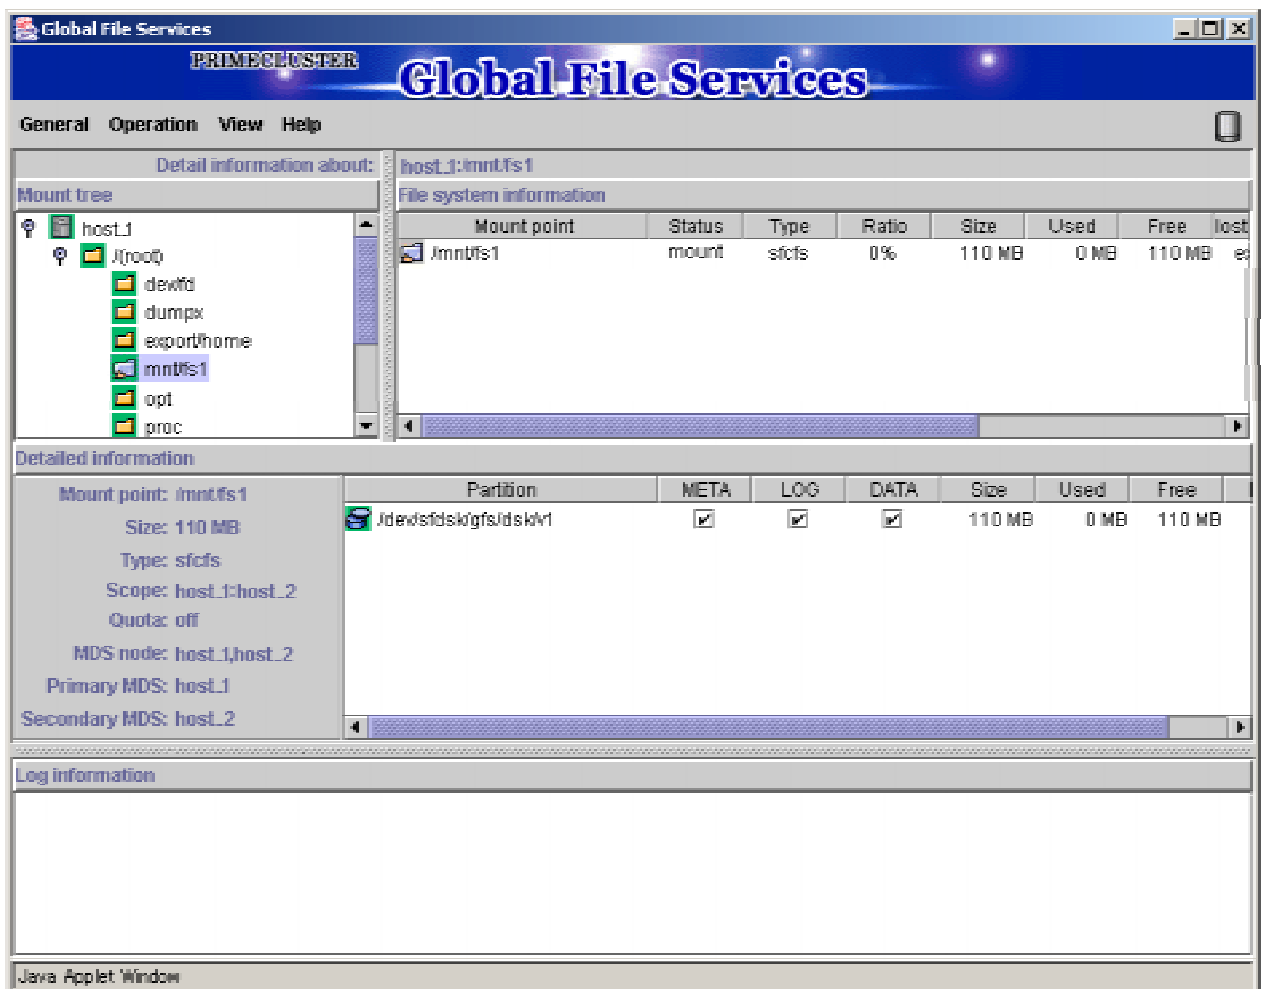 Global File Services
PRIMECLUSTER
Global File Services
General Operation View Help
Detail information about: host_1:/mnt/fs1
Mount tree
host_1
/(root)
dev/fd
dumpx
export/home
mnt/fs1
opt
proc
File system information
Mount point Status Type Ratio Size Used Free
/mnt/fs1 mount sfcfs 0% 110 MB 0 MB 110 MB
Detailed information
Mount point: /mnt/fs1
Size: 110 MB
Type: sfcfs
Scope: host_1:host_2
Quota: off
MDS node: host_1,host_2
Primary MDS: host_1
Secondary MDS: host_2
Partition META LOG DATA Size Used Free
/dev/sfdsk/gfs/dsk/v1 110 MB 0 MB 110 MB
Log information
Java Applet Window